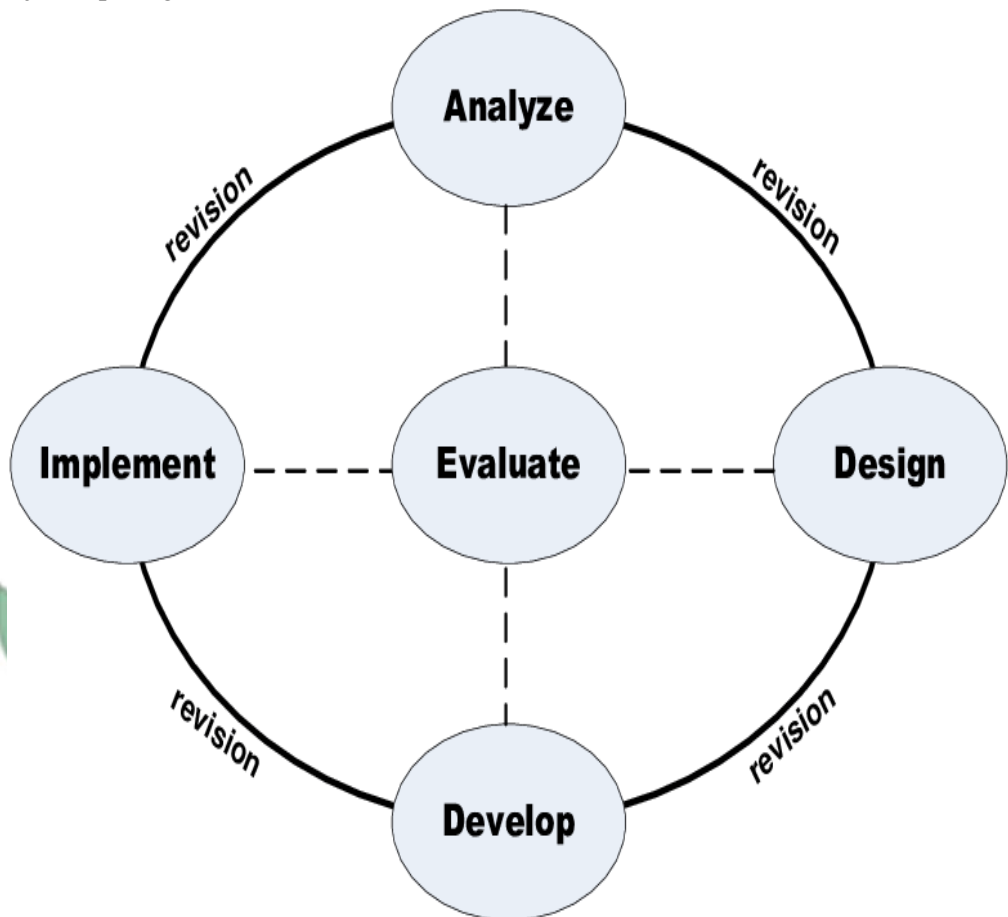 Analyze
revision
revision
Implement
Evaluate
Design
revision
revision
Develop